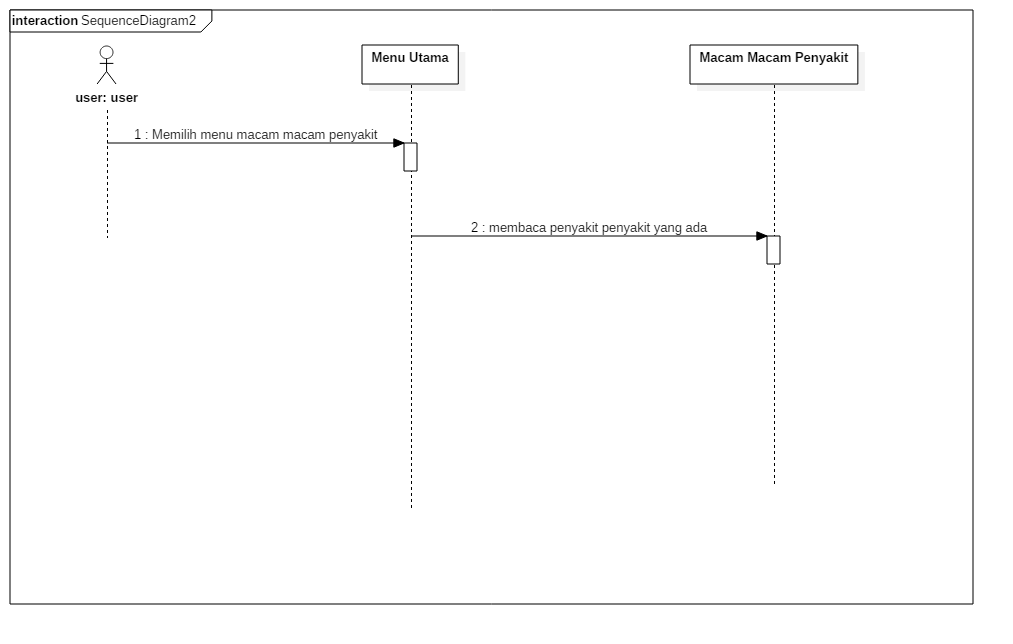 interaction SequenceDiagram2
user: user
Menu Utama
Macam Macam Penyakit
1 : Memilih menu macam macam penyakit
2 : membaca penyakit penyakit yang ada